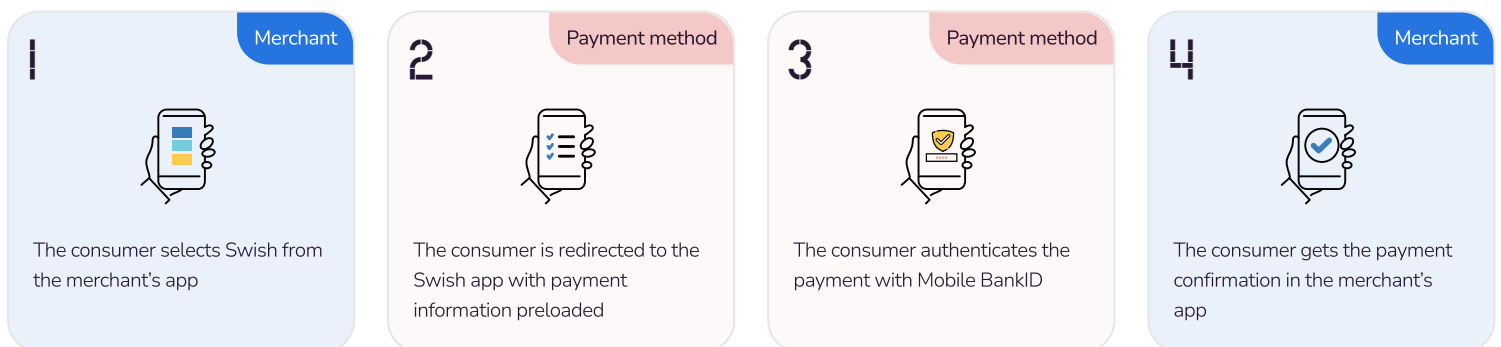 1
Merchant
The consumer selects Swish from
the merchant’s app
2
Payment method
The consumer is redirected to the
Swish app with payment
information preloaded
3
Payment method
The consumer authenticates the
payment with Mobile BankID
4
Merchant
The consumer gets the payment
confirmation in the merchant’s
app